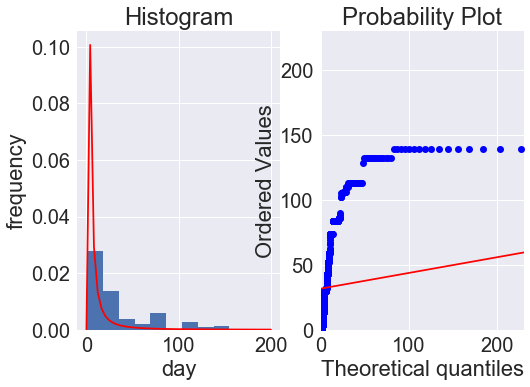 Histogram
0.10
0.08
0.06
0.04
0.02
0.00
frequency
0
100
200
day
Probability Plot
200
150
100
50
0
Ordered Values
0
100
200
Theoretical quantiles